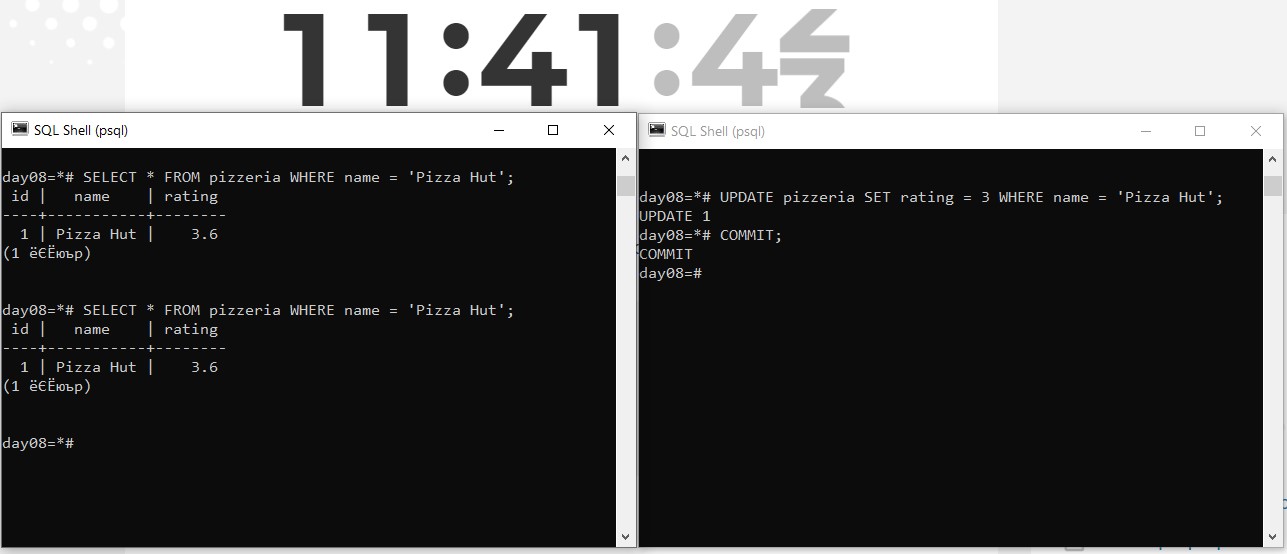 11:41:4
SQL Shell (psql)
day08=*# SELECT * FROM pizzeria WHERE name = 'Pizza Hut';
 id |   name    | rating
----+-----------+--------
  1 | Pizza Hut |    3.6
(1 ёЄЁюър)
day08=*# SELECT * FROM pizzeria WHERE name = 'Pizza Hut';
 id |   name    | rating
----+-----------+--------
  1 | Pizza Hut |    3.6
(1 ёЄЁюър)
day08=*#
SQL Shell (psql)
day08=*# UPDATE pizzeria SET rating = 3 WHERE name = 'Pizza Hut';
UPDATE 1
day08=*# COMMIT;
COMMIT
day08=#